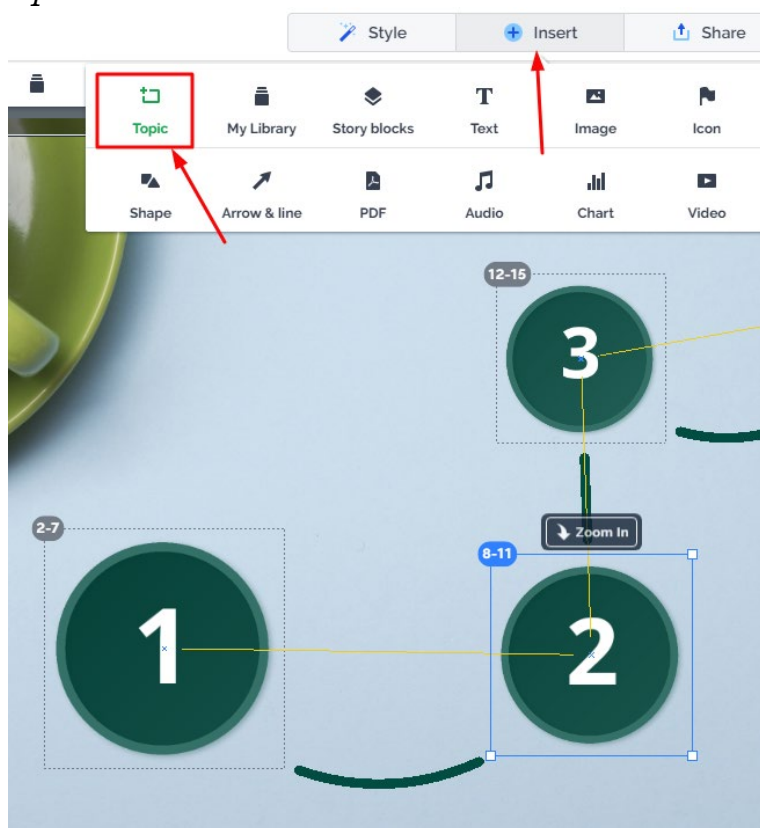 Style Insert Share
Topic My Library Story blocks Text Image Icon
Shape Arrow & line PDF Audio Chart Video
12-15
3
Zoom In
2-7
8-11
1
2